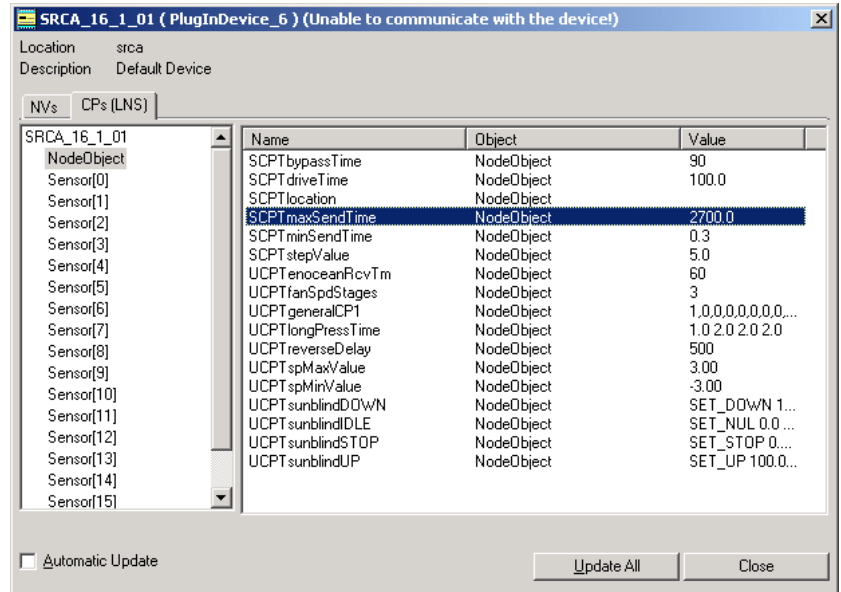 SRCA_16_1_01 ( PlugInDevice_6 ) (Unable to communicate with the device!)
Location srca
Description Default Device
NVs CPs (LNS)
SRCA_16_1_01
NodeObject
Sensor[0]
Sensor[1]
Sensor[2]
Sensor[3]
Sensor[4]
Sensor[5]
Sensor[6]
Sensor[7]
Sensor[8]
Sensor[9]
Sensor[10]
Sensor[11]
Sensor[12]
Sensor[13]
Sensor[14]
Sensor[15]
Name Object Value
SCPTbypassTime NodeObject 90
SCPTdriveTime NodeObject 100.0
SCPTlocation NodeObject
SCPTmaxSendTime NodeObject 2700.0
SCPTminSendTime NodeObject 0.3
SCPTstepValue NodeObject 5.0
UCPTenoceanRcvTm NodeObject 60
UCPTfanSpdStages NodeObject 3
UCPTgeneralCP1 NodeObject 1,0,0,0,0,0,0,...
UCPTlongPressTime NodeObject 1.0 2.0 2.0 2.0
UCPTreverseDelay NodeObject 500
UCPTspMaxValue NodeObject 3.00
UCPTspMinValue NodeObject -3.00
UCPTsunblindDOWN NodeObject SET_DOWN 1...
UCPTsunblindIDLE NodeObject SET_NUL 0.0 ...
UCPTsunblindSTOP NodeObject SET_STOP 0....
UCPTsunblindUP NodeObject SET_UP 100.0...
Automatic Update
Update All Close